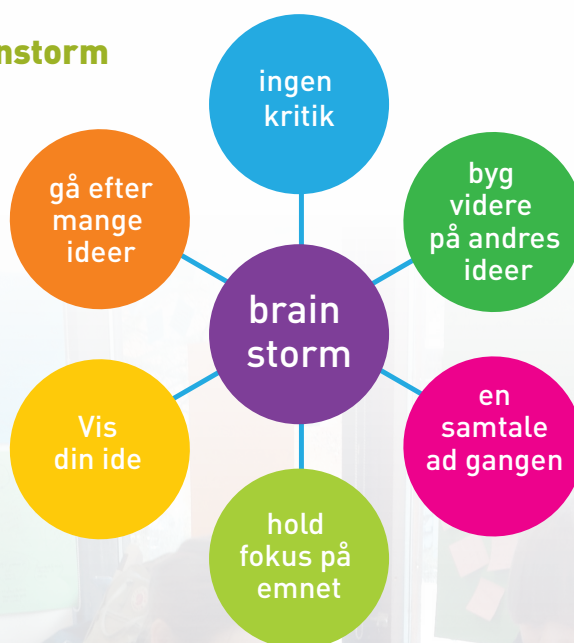 nstorm
ingen
kritik
gå efter
mange
ideer
byg
videre
på andres
ideer
brain
storm
Vis
din ide
en
samtale
ad gangen
hold
fokus på
emnet